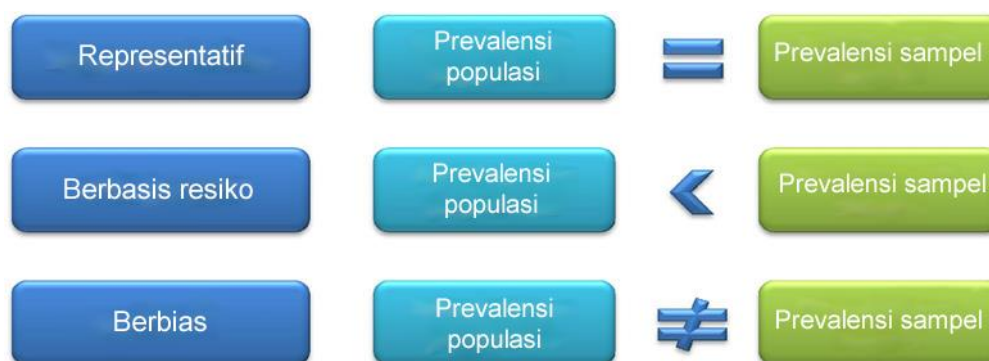 Representatif
Prevalensi
populasi
=
Prevalensi sampel
Berbasis resiko
Prevalensi
populasi
<
Prevalensi sampel
Berbias
Prevalensi
populasi
≠
Prevalensi sampel